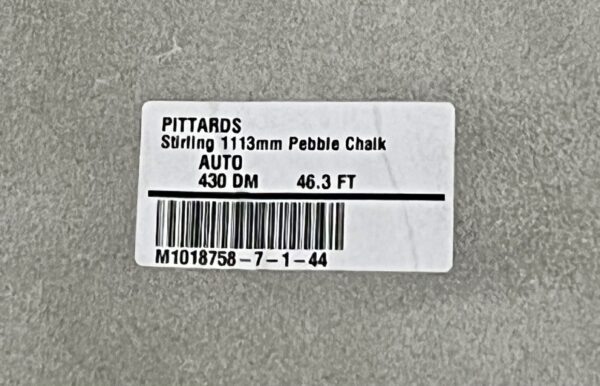 PITTARDS
Stirling 1113mm Pebble Chalk
AUTO
430 DM 46.3 FT
M1018758-7-1-44